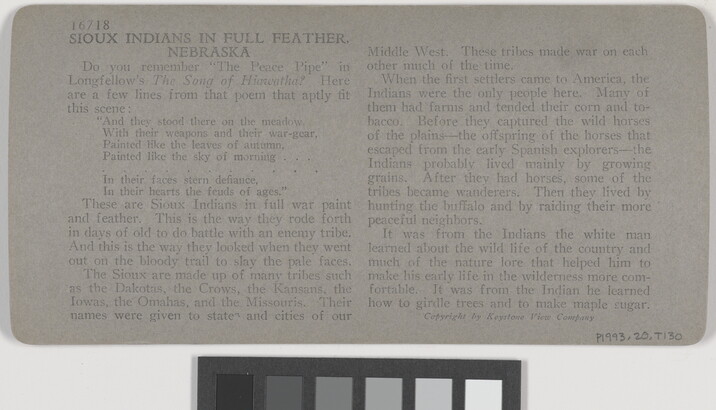 16718
SIOUX INDIANS IN FULL FEATHER.
NEBRASKA
Do you remember "The Peace Pipe" in
Longfellow's The Song of Hiawatha? Here
are a few lines from that poem that aptly fit
this scene:
"And they stood there on the meadow,
With their weapons and their war-gear,
Painted like the leaves of autumn,
Painted like the sky of morning . . .
. . . . . . . .
In their faces stern defiance,
In their hearts the feuds of ages."
These are Sioux Indians in full war paint
and feather. This is the way they rode forth
in days of old to do battle with an enemy tribe.
And this is the way they looked when they went
out on the bloody trail to slay the pale faces.
The Sioux are made up of many tribes such
as the Dakotas, the Crows, the Kansans, the
Iowas, the Omahas, and the Missouris. Their
names were given to states and cities of our
Middle West. These tribes made war on each
other much of the time.
When the first settlers came to America, the
Indians were the only people here. Many of
them had farms and tended their corn and to-
bacco. Before they captured the wild horses
of the plains—the offspring of the horses that
escaped from the early Spanish explorers—the
Indians probably lived mainly by growing
grains. After they had horses, some of the
tribes became wanderers. Then they lived by
hunting the buffalo and by raiding their more
peaceful neighbors.
It was from the Indians the white man
learned about the wild life of the country and
much of the nature lore that helped him to
make his early life in the wilderness more com-
fortable. It was from the Indian he learned
how to girdle trees and to make maple sugar.
Copyright by Keystone View Company
P1993.20.T130